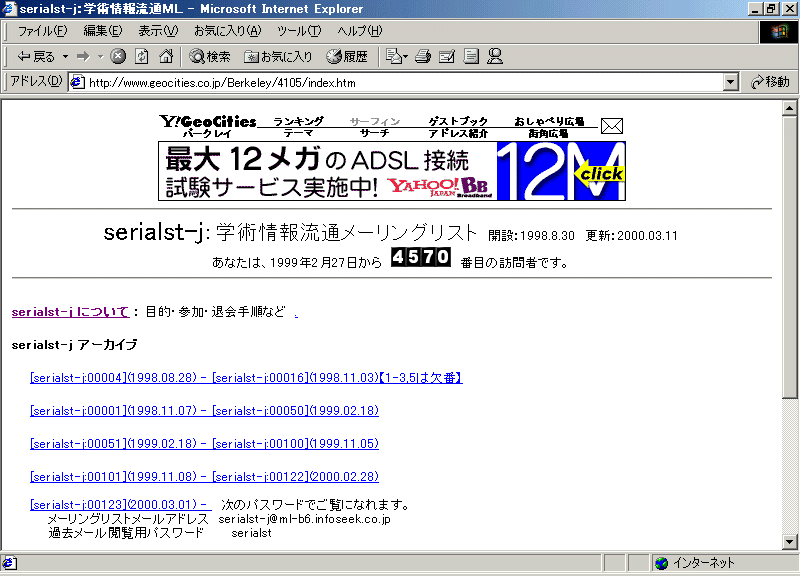 serialst-j:学術情報流通ML - Microsoft Internet Explorer
ファイル(F) 編集(E) 表示(V) お気に入り(A) ツール(T) ヘルプ(H)
戻る 検索 お気に入り 履歴
アドレス(D) http://www.geocities.co.jp/Berkeley/4105/index.htm 移動
Y!GeoCities ランキング サーフィン ゲストブック おしゃべり広場
バークレイ テーマ サーチ アドレス紹介 街角広場
最大12メガのADSL接続
試験サービス実施中! YAHOO!BB JAPAN Broadband 12M click
serialst-j: 学術情報流通メーリングリスト 開設:1998.8.30 更新:2000.03.11
あなたは、1999年2月27日から 4570 番目の訪問者です。
serialst-j について : 目的・参加・退会手順など .
serialst-j アーカイブ
[serialst-j:00004](1998.08.28) - [serialst-j:00016](1998.11.03)【1-3,5は欠番】
[serialst-j:00001](1998.11.07) - [serialst-j:00050](1999.02.18)
[serialst-j:00051](1999.02.18) - [serialst-j:00100](1999.11.05)
[serialst-j:00101](1999.11.08) - [serialst-j:00122](2000.02.28)
[serialst-j:00123](2000.03.01) - 次のパスワードでご覧になれます。
メーリングリストメールアドレス serialst-j@ml-b6.infoseek.co.jp
過去メール閲覧用パスワード serialst
インターネット